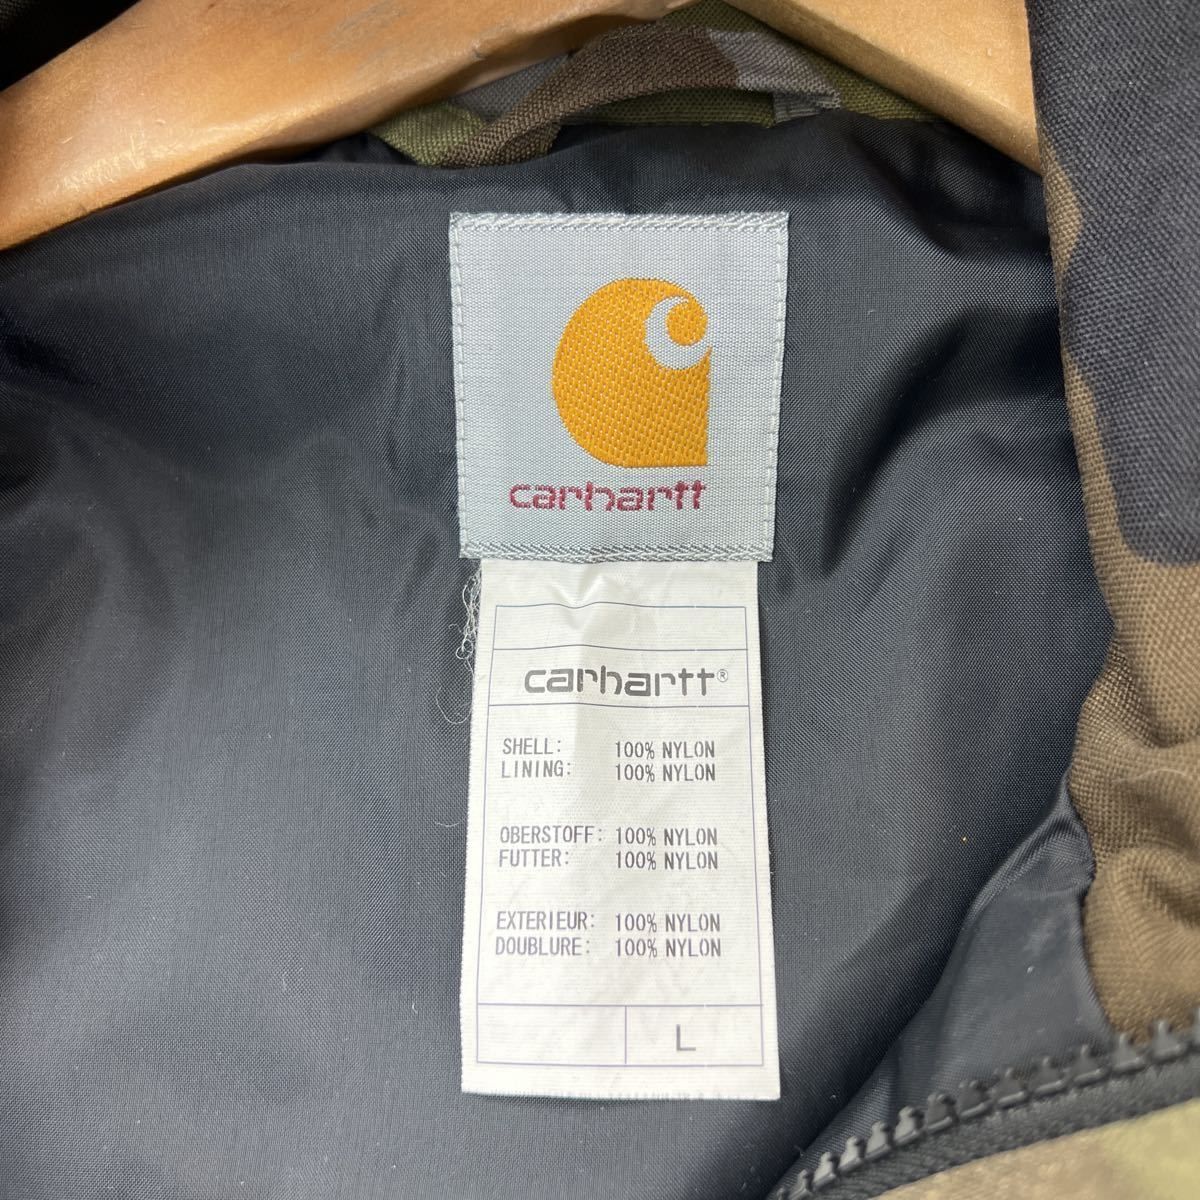 carhartt
carhartt®
SHELL: 100% NYLON
LINING: 100% NYLON
OBERSTOFF: 100% NYLON
FUTTER: 100% NYLON
EXTERIEUR: 100% NYLON
DOUBLURE: 100% NYLON
L